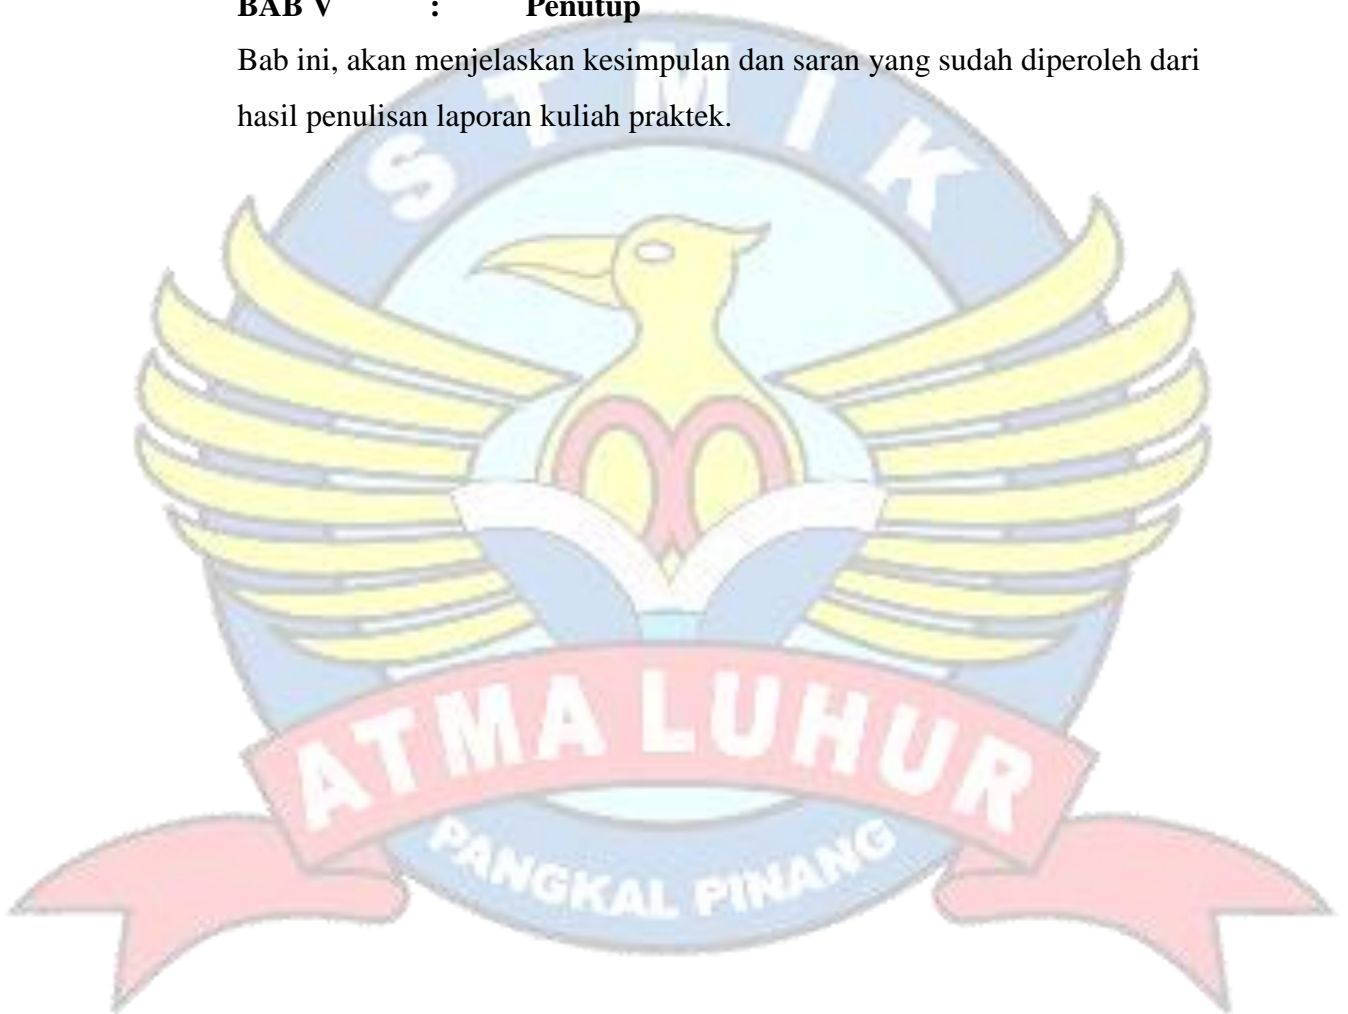 BAB V : Penutup
Bab ini, akan menjelaskan kesimpulan dan saran yang sudah diperoleh dari
hasil penulisan laporan kuliah praktek.
STMIK
ATMA LUHUR
PANGKAL PINANG